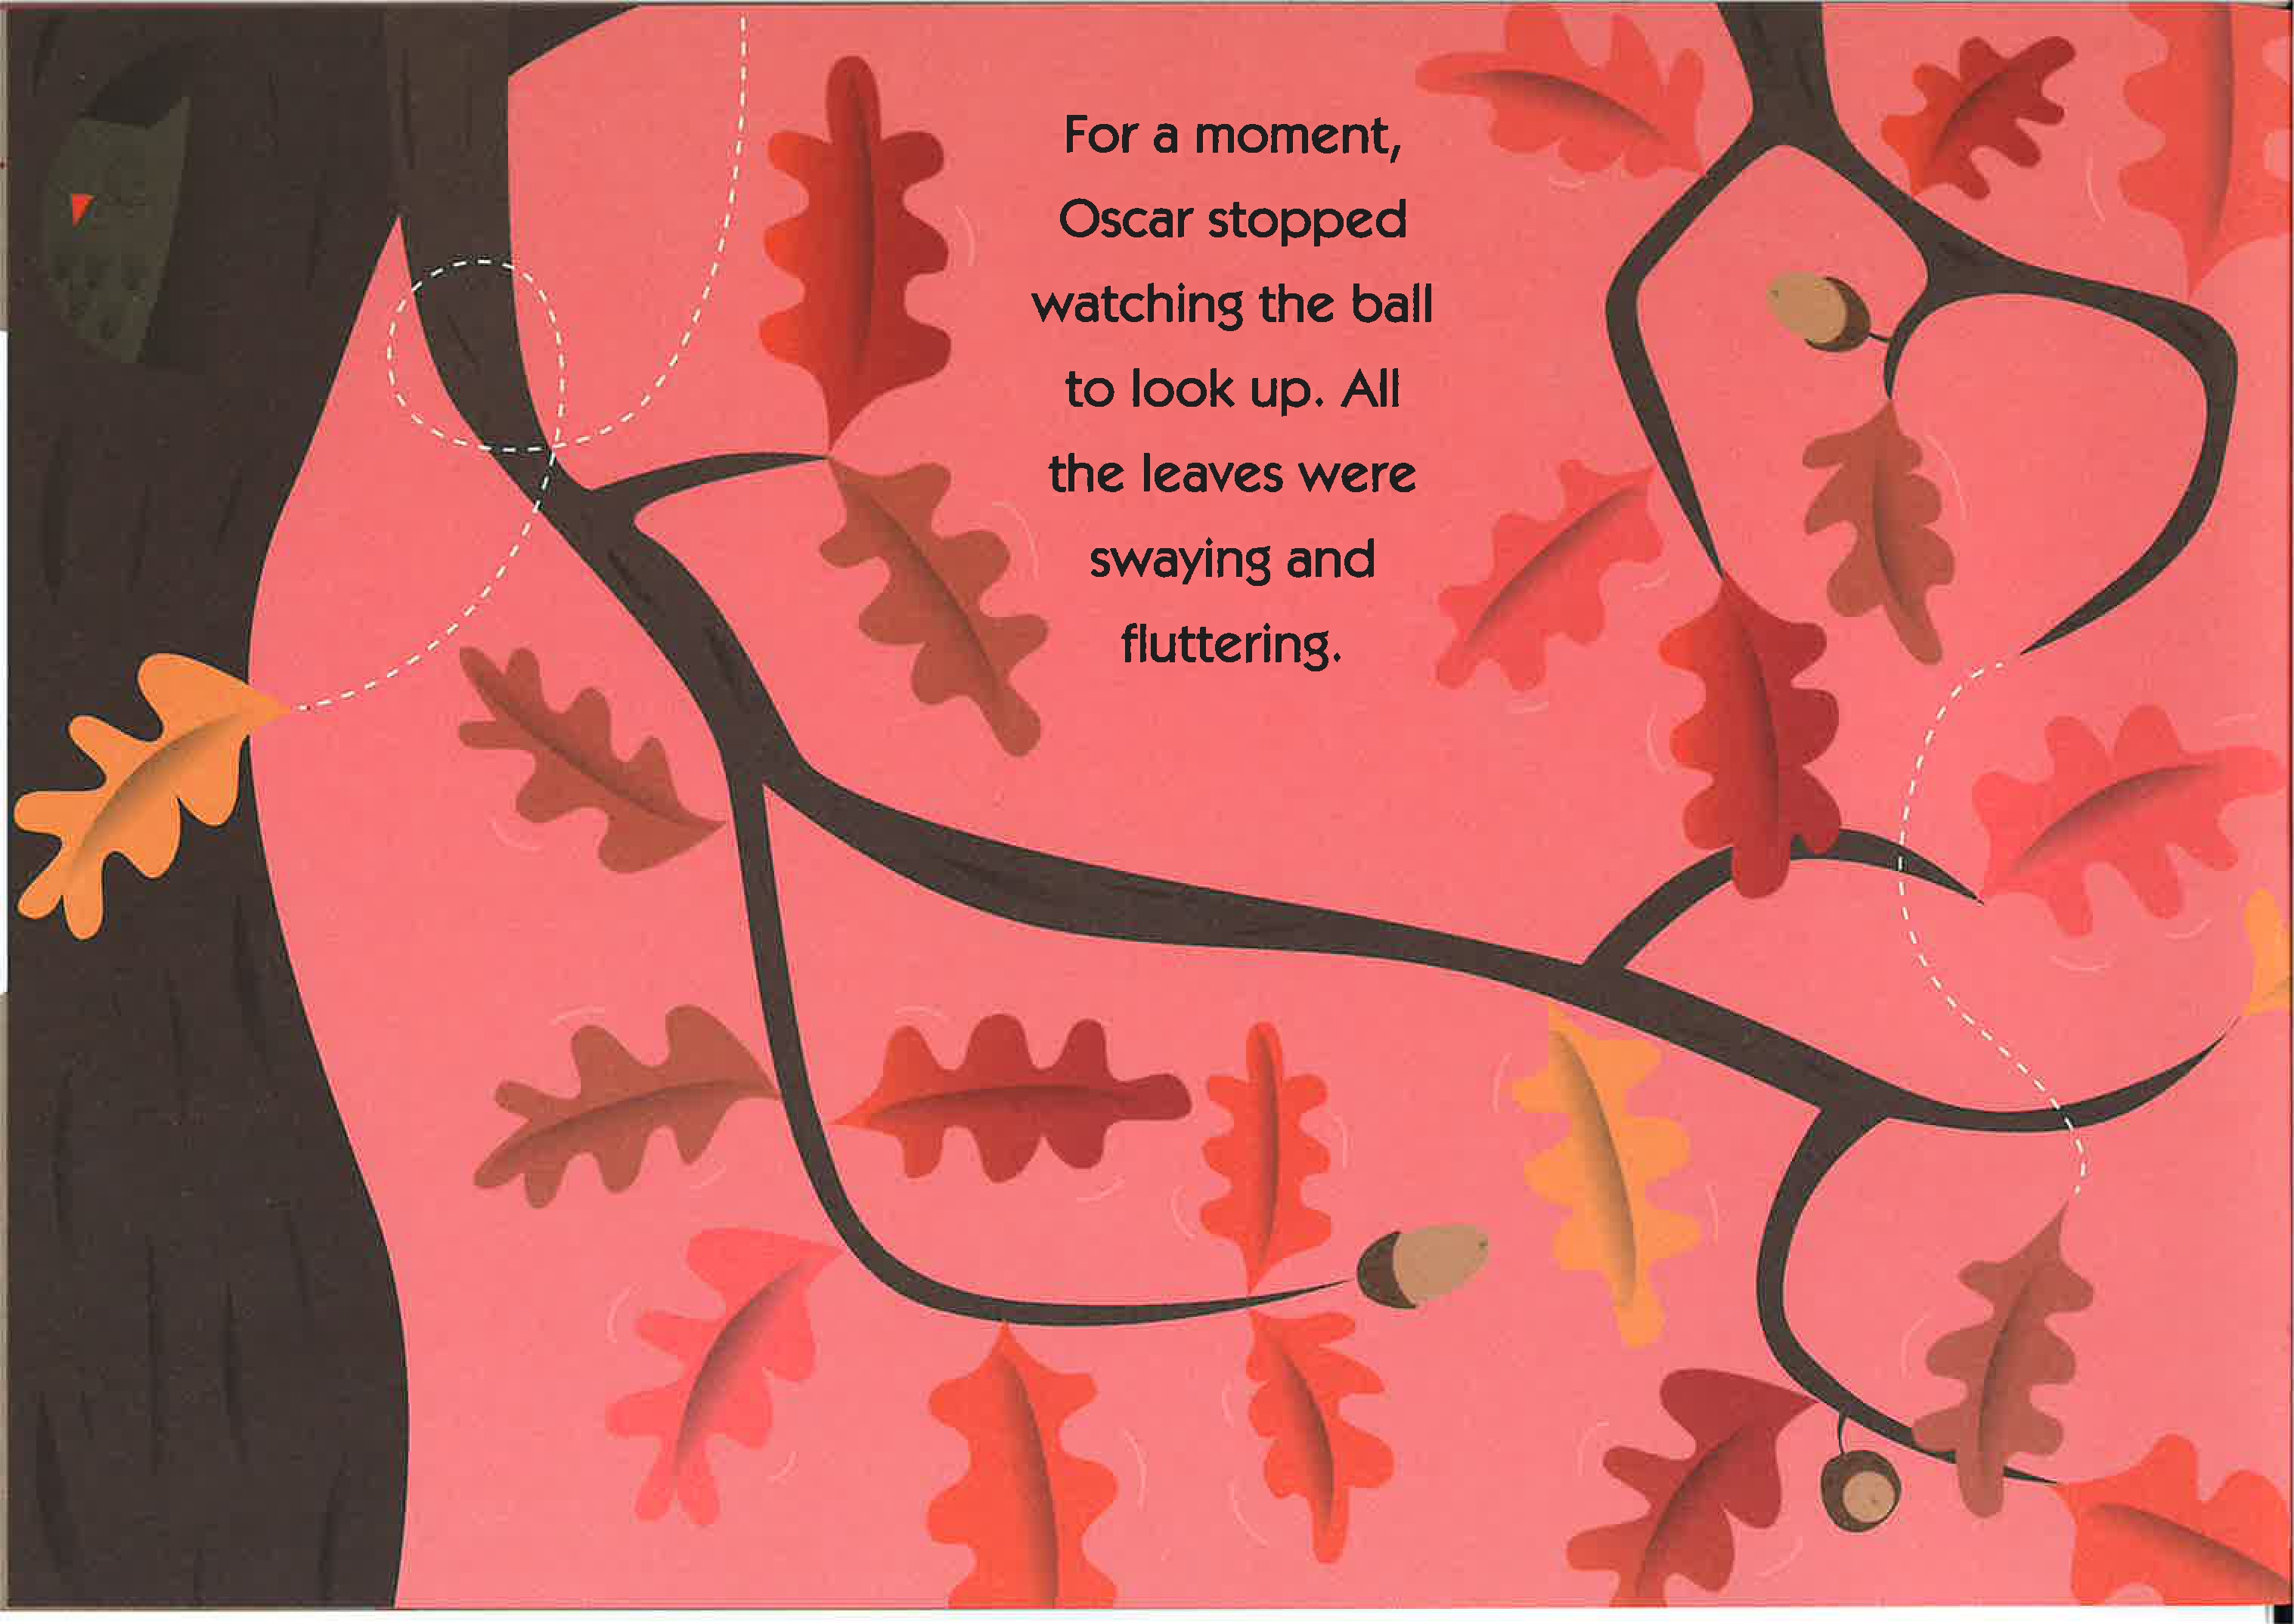 For a moment,
Oscar stopped
watching the ball
to look up. All
the leaves were
swaying and
fluttering.